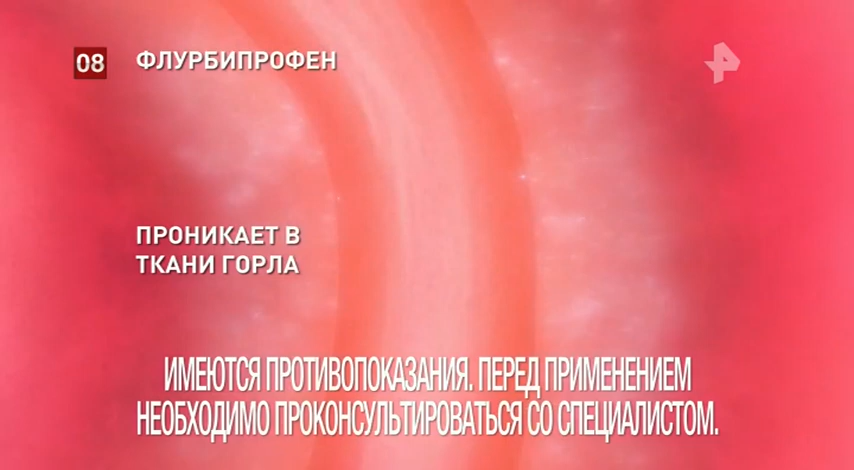 08
ФЛУРБИПРОФЕН
ПРОНИКАЕТ В
ТКАНИ ГОРЛА
ИМЕЮТСЯ ПРОТИВОПОКАЗАНИЯ. ПЕРЕД ПРИМЕНЕНИЕМ
НЕОБХОДИМО ПРОКОНСУЛЬТИРОВАТЬСЯ СО СПЕЦИАЛИСТОМ.